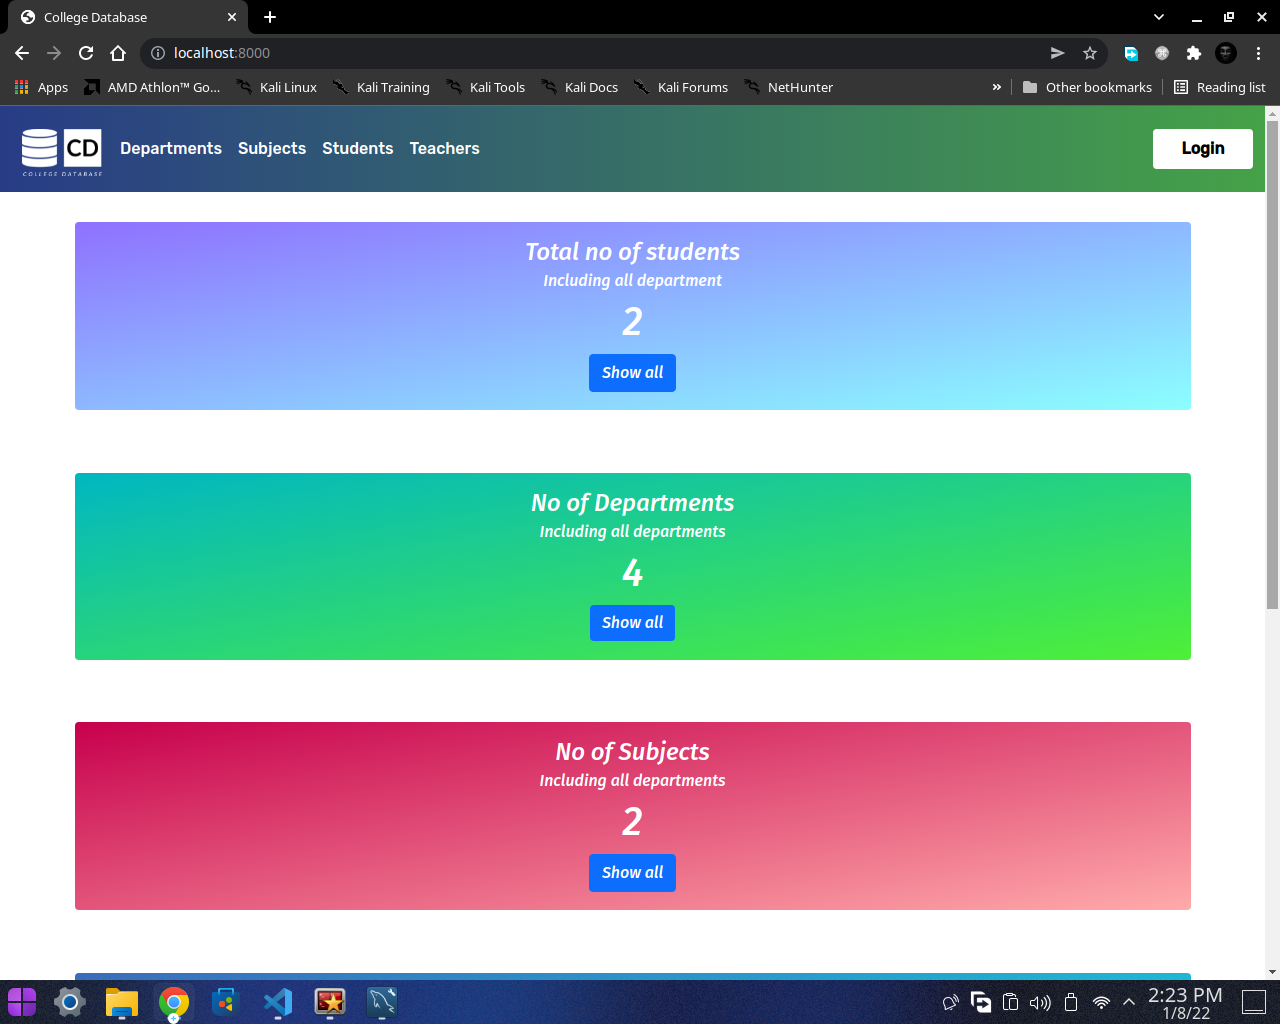 College Database
localhost:8000
Apps
AMD Athlon™ Go...
Kali Linux
Kali Training
Kali Tools
Kali Docs
Kali Forums
NetHunter
»
Other bookmarks
Reading list
CD
COLLEGE DATABASE
Departments
Subjects
Students
Teachers
Login
Total no of students
Including all department
2
Show all
No of Departments
Including all departments
4
Show all
No of Subjects
Including all departments
2
Show all
2:23 PM
1/8/22